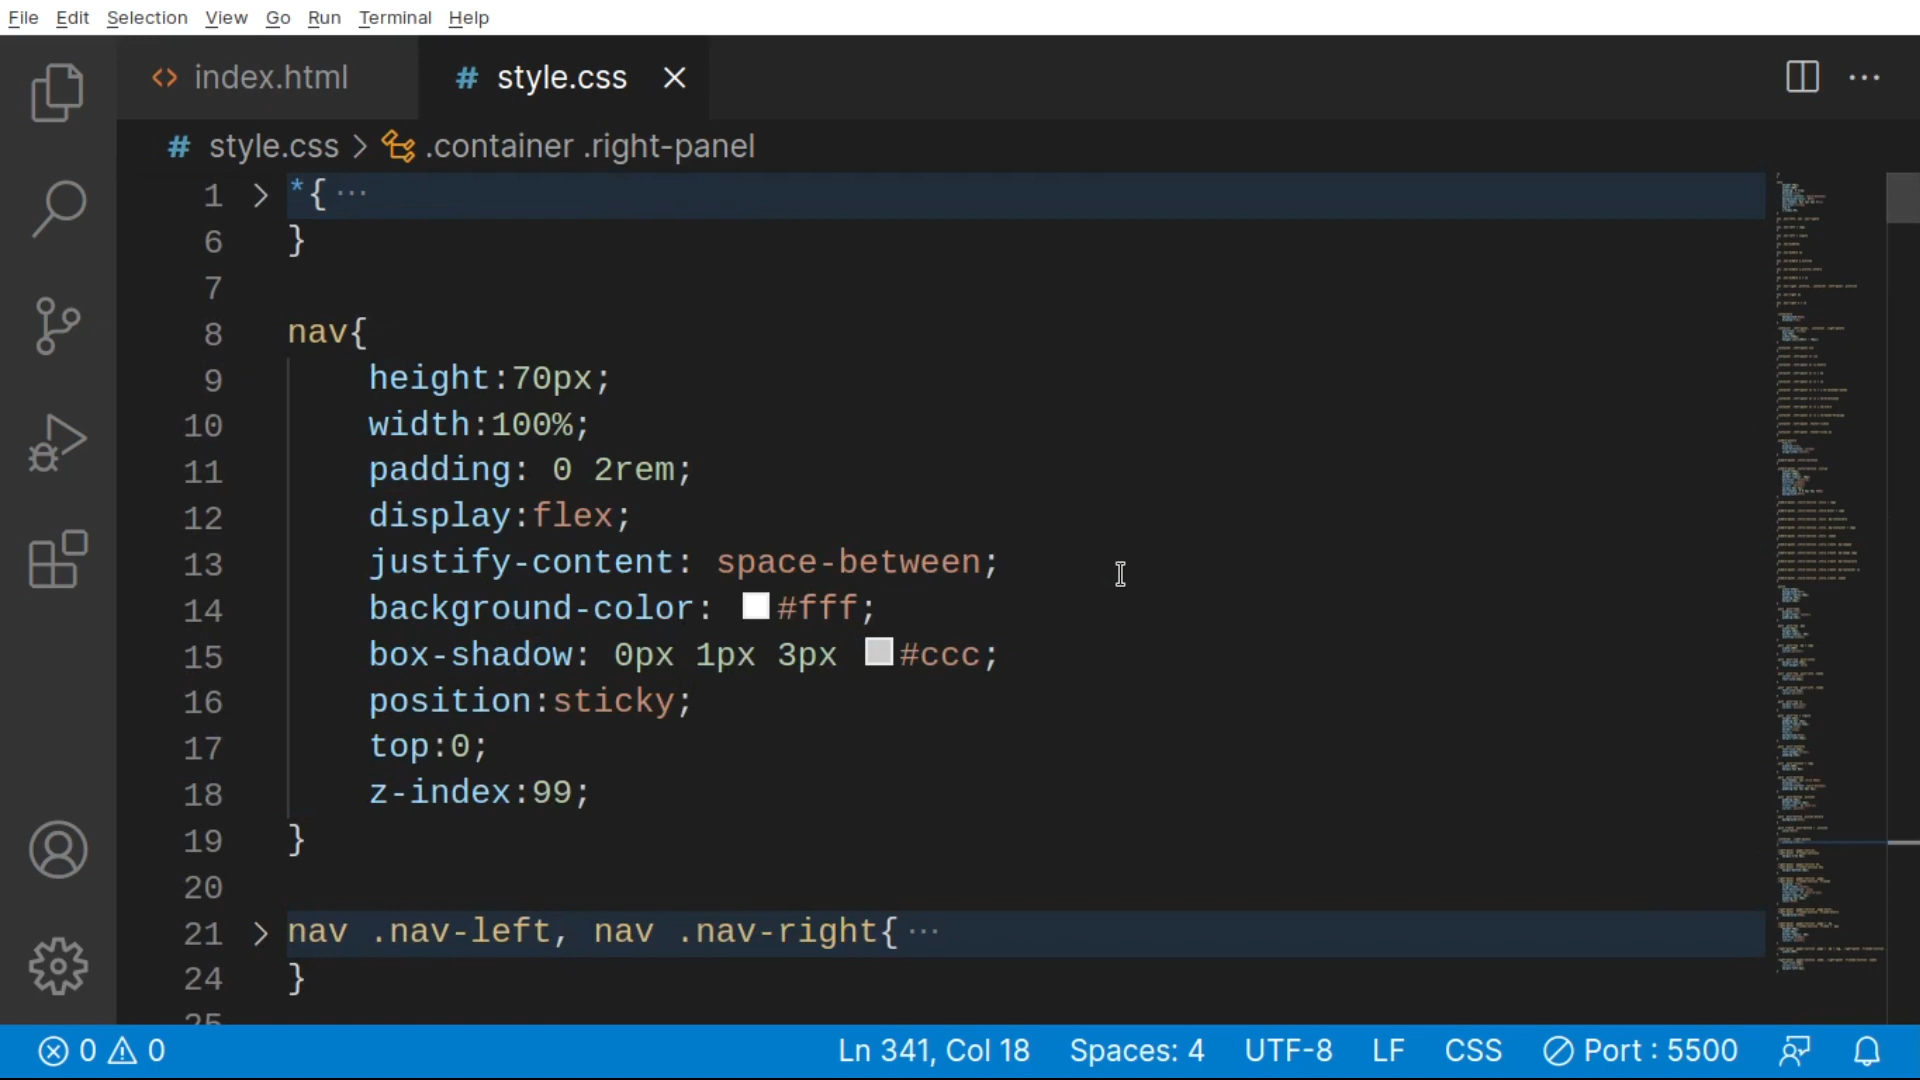 File Edit Selection View Go Run Terminal Help
<> index.html # style.css ×
# style.css > .container .right-panel
1 > *{ ···
6 }
7
8 nav{
9 height:70px;
10 width:100%;
11 padding: 0 2rem;
12 display:flex;
13 justify-content: space-between;
14 background-color: #fff;
15 box-shadow: 0px 1px 3px #ccc;
16 position:sticky;
17 top:0;
18 z-index:99;
19 }
20
21 > nav .nav-left, nav .nav-right{ ···
24 }
25
0 0 Ln 341, Col 18 Spaces: 4 UTF-8 LF CSS Port : 5500